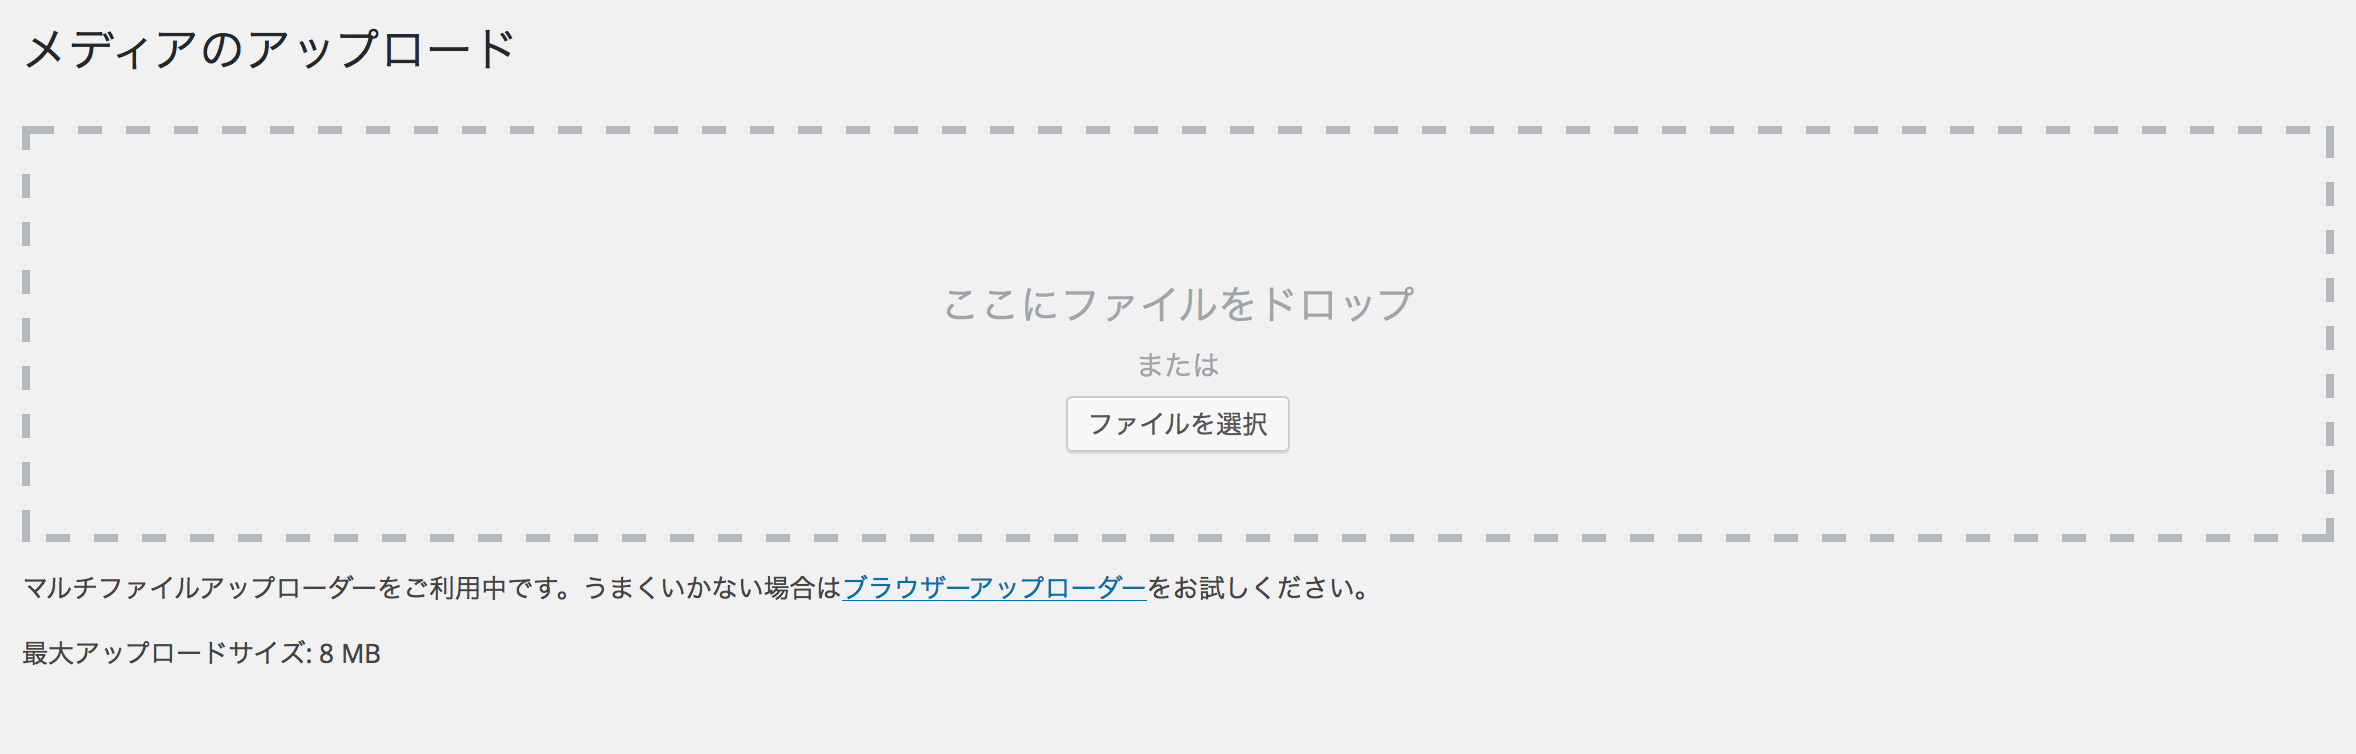 メディアのアップロード
ここにファイルをドロップ
または
ファイルを選択
マルチファイルアップローダーをご利用中です。うまくいかない場合はブラウザーアップローダーをお試しください。
最大アップロードサイズ: 8 MB